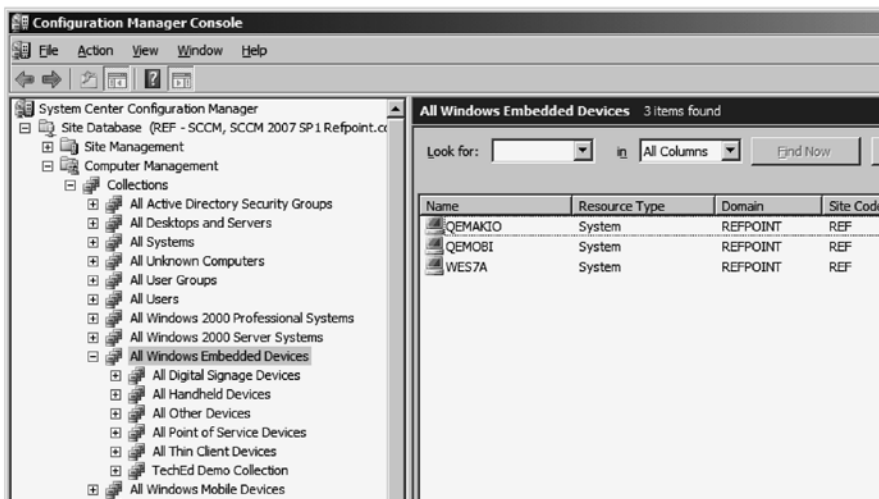 Configuration Manager Console
File Action View Window Help
System Center Configuration Manager
Site Database (REF - SCCM, SCCM 2007 SP1 Refpoint.co
Site Management
Computer Management
Collections
All Active Directory Security Groups
All Desktops and Servers
All Systems
All Unknown Computers
All User Groups
All Users
All Windows 2000 Professional Systems
All Windows 2000 Server Systems
All Windows Embedded Devices
All Digital Signage Devices
All Handheld Devices
All Other Devices
All Point of Service Devices
All Thin Client Devices
TechEd Demo Collection
All Windows Mobile Devices
All Windows Embedded Devices 3 items found
Look for: in All Columns Find Now
Name Resource Type Domain Site Code
QEMAKIO System REFPOINT REF
QEMOBI System REFPOINT REF
WES7A System REFPOINT REF